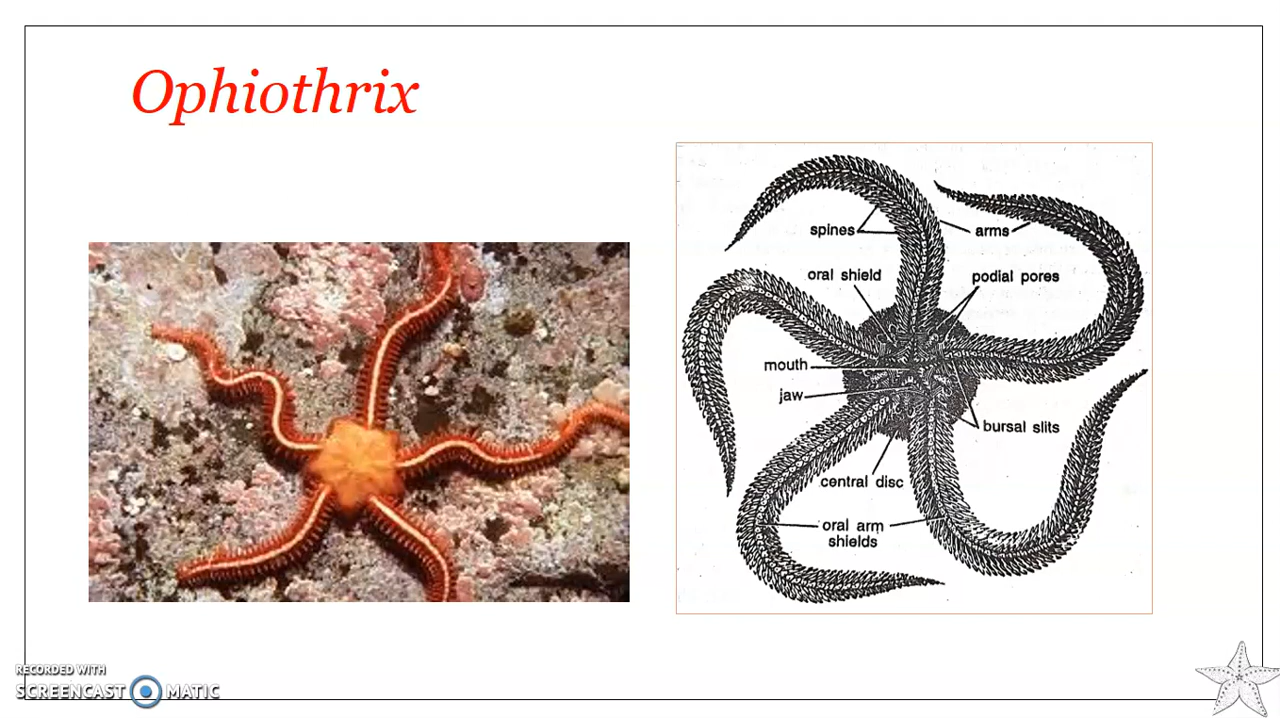 Ophiothrix
spines
arms
oral shield
podial pores
mouth
jaw
bursal slits
central disc
oral arm
shields
RECORDED WITH
SCREENCAST MATIC